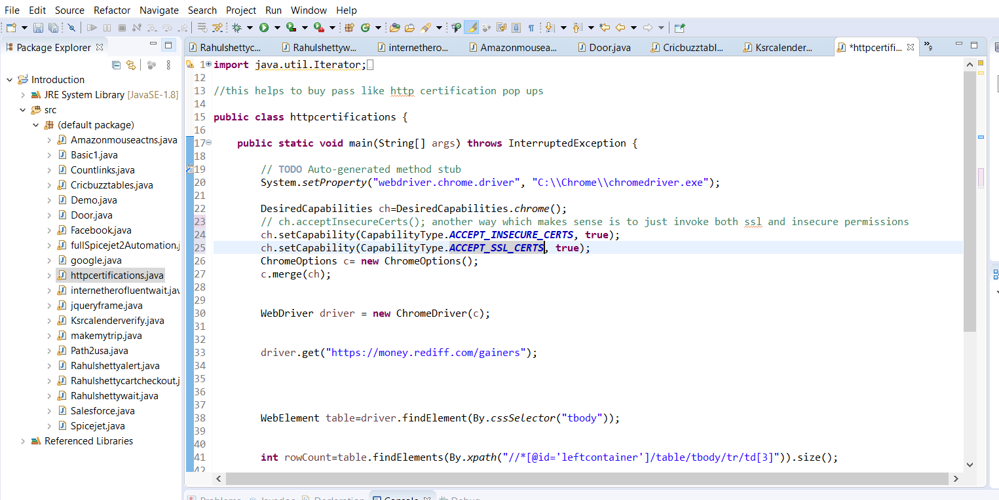 File Edit Source Refactor Navigate Search Project Run Window Help
Package Explorer
Rahulshettyc...
Rahulshettyw...
internethero...
Amazonmousea...
Door.java
Cricbuzztabl...
Ksrcalender...
*httpcertifi...
9
Introduction
JRE System Library [JavaSE-1.8]
src
(default package)
Amazonmouseactns.java
Basic1.java
Countlinks.java
Cricbuzztables.java
Demo.java
Door.java
Facebook.java
fullSpicejet2Automation.j
google.java
httpcertifications.java
internetherofluentwait.jav
jqueryframe.java
Ksrcalenderverify.java
makemytrip.java
Path2usa.java
Rahulshettyalert.java
Rahulshettycartcheckout.j
Rahulshettywait.java
Salesforce.java
Spicejet.java
Referenced Libraries
1 import java.util.Iterator;
12
13 //this helps to buy pass like http certification pop ups
14
15 public class httpcertifications {
16
17 public static void main(String[] args) throws InterruptedException {
18
19 // TODO Auto-generated method stub
20 System.setProperty("webdriver.chrome.driver", "C:\\Chrome\\chromedriver.exe");
21
22 DesiredCapabilities ch=DesiredCapabilities.chrome();
23 // ch.acceptInsecureCerts(); another way which makes sense is to just invoke both ssl and insecure permissions
24 ch.setCapability(CapabilityType.ACCEPT_INSECURE_CERTS, true);
25 ch.setCapability(CapabilityType.ACCEPT_SSL_CERTS, true);
26 ChromeOptions c= new ChromeOptions();
27 c.merge(ch);
28
29
30 WebDriver driver = new ChromeDriver(c);
31
32
33 driver.get("https://money.rediff.com/gainers");
34
35
36
37
38 WebElement table=driver.findElement(By.cssSelector("tbody"));
39
40
41 int rowCount=table.findElements(By.xpath("//*[@id='leftcontainer']/table/tbody/tr/td[3]")).size();
42
Problems Javadoc Declaration Console Debug